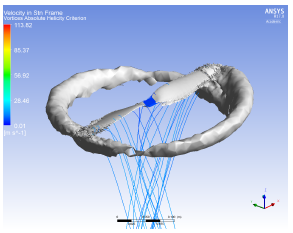 Velocity in Stn Frame
Vortices Absolute Helicity Criterion
113.82
85.37
56.92
28.46
0.01
[m s^-1]
ANSYS